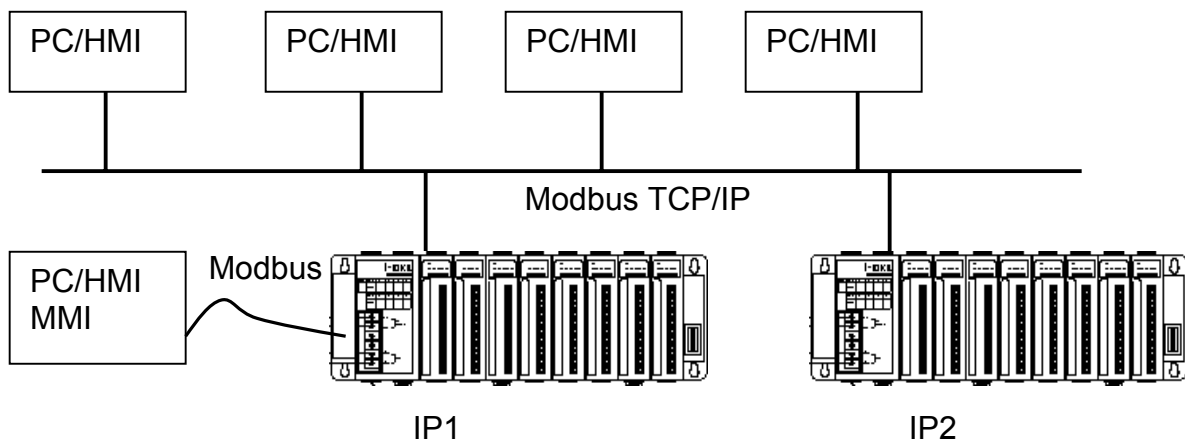 PC/HMI
PC/HMI
PC/HMI
PC/HMI
Modbus TCP/IP
PC/HMI
MMI
Modbus
IP1
IP2